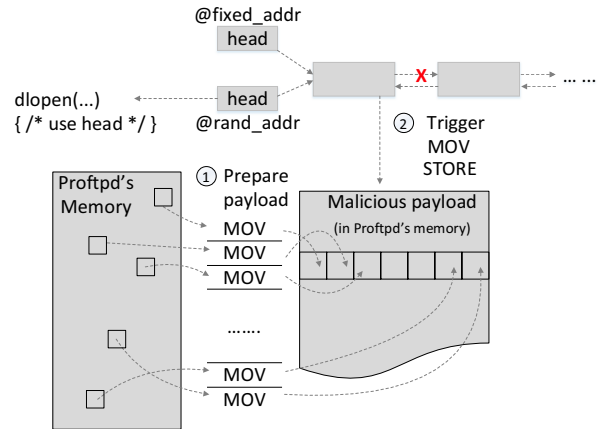 @fixed_addr
head
X
... ...
dlopen(...)
{ /* use head */ }
head
@rand_addr
2 Trigger
MOV
STORE
1 Prepare
payload
Proftpd's
Memory
MOV
MOV
MOV
.......
MOV
MOV
Malicious payload
(in Proftpd's memory)